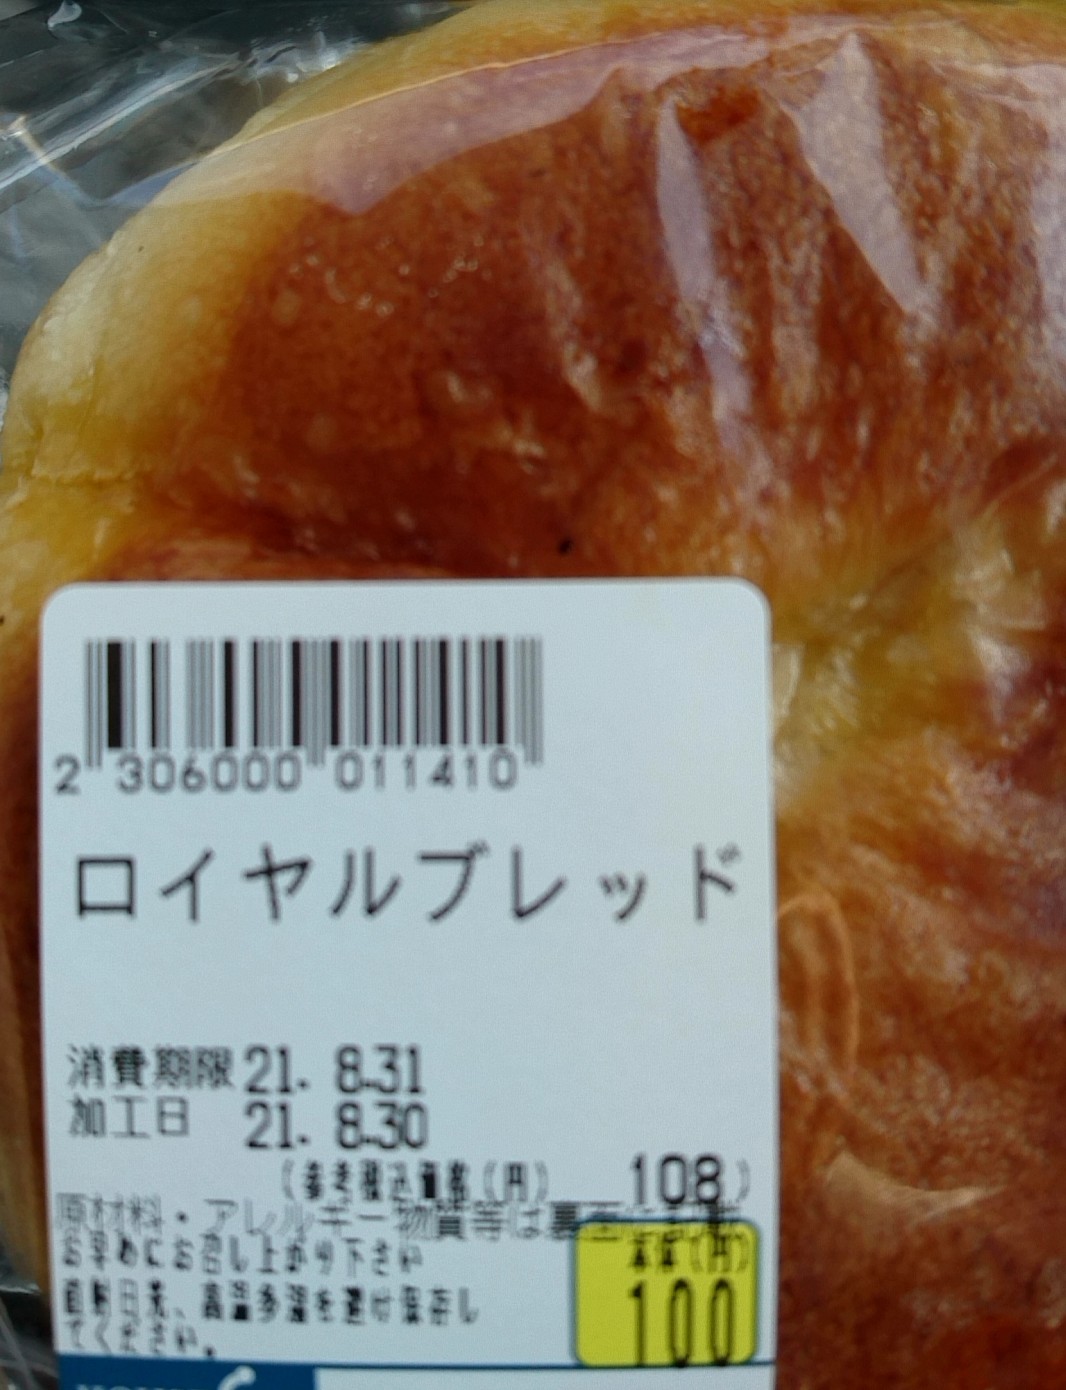 2 306000 011410
ロイヤルブレッド
消費期限 21. 8.31
加工日 21. 8.30
(参考税込価格(円) 108)
原材料・アレルギー物質等は裏面に記載
お早めにお召し上がり下さい
本体(円)
直射日光、高温多湿を避け保存し
100
てください。